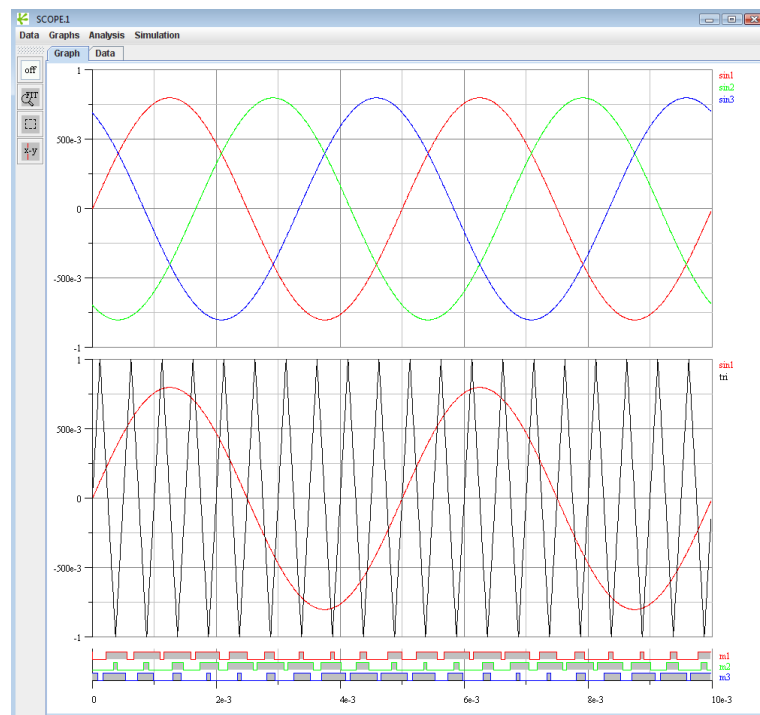 SCOPE.1
Data Graphs Analysis Simulation
Graph Data
off
FIT
x-y
1
500e-3
0
-500e-3
-1
sin1
sin2
sin3
1
500e-3
0
-500e-3
-1
sin1
tri
m1
m2
m3
0 2e-3 4e-3 6e-3 8e-3 10e-3